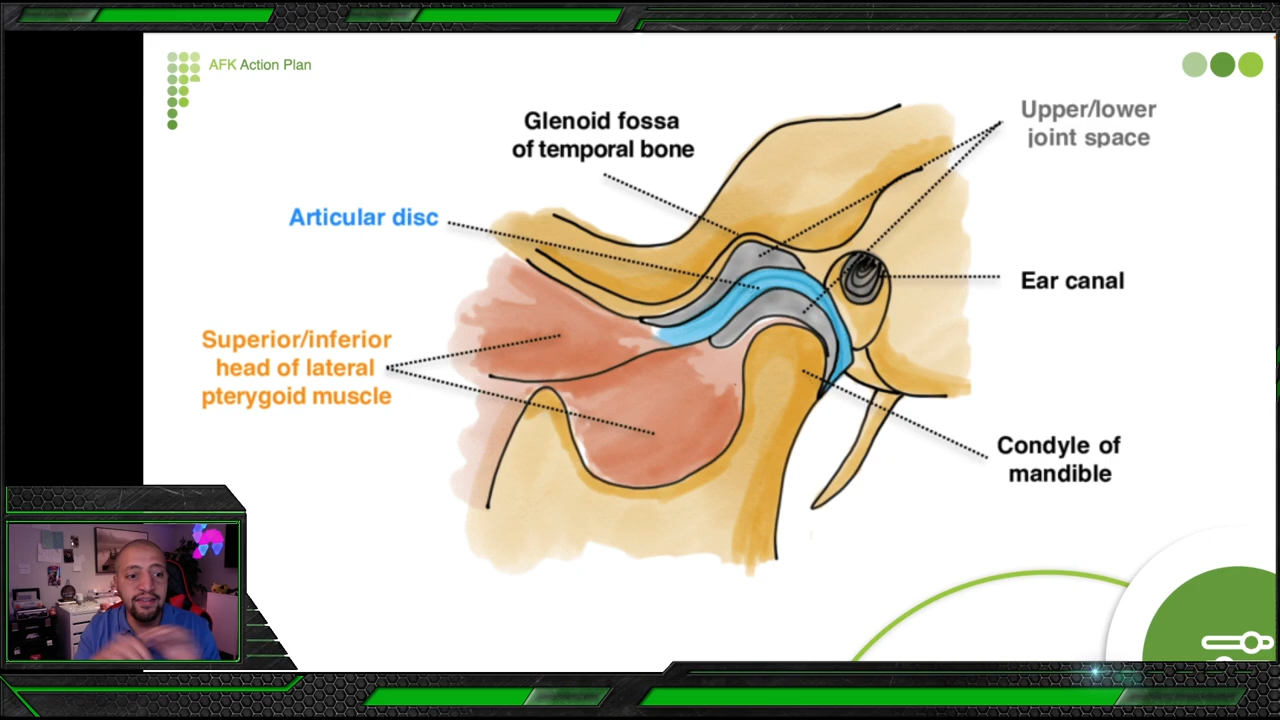 AFK Action Plan
Glenoid fossa
of temporal bone
Upper/lower
joint space
Articular disc
Ear canal
Superior/inferior
head of lateral
pterygoid muscle
Condyle of
mandible